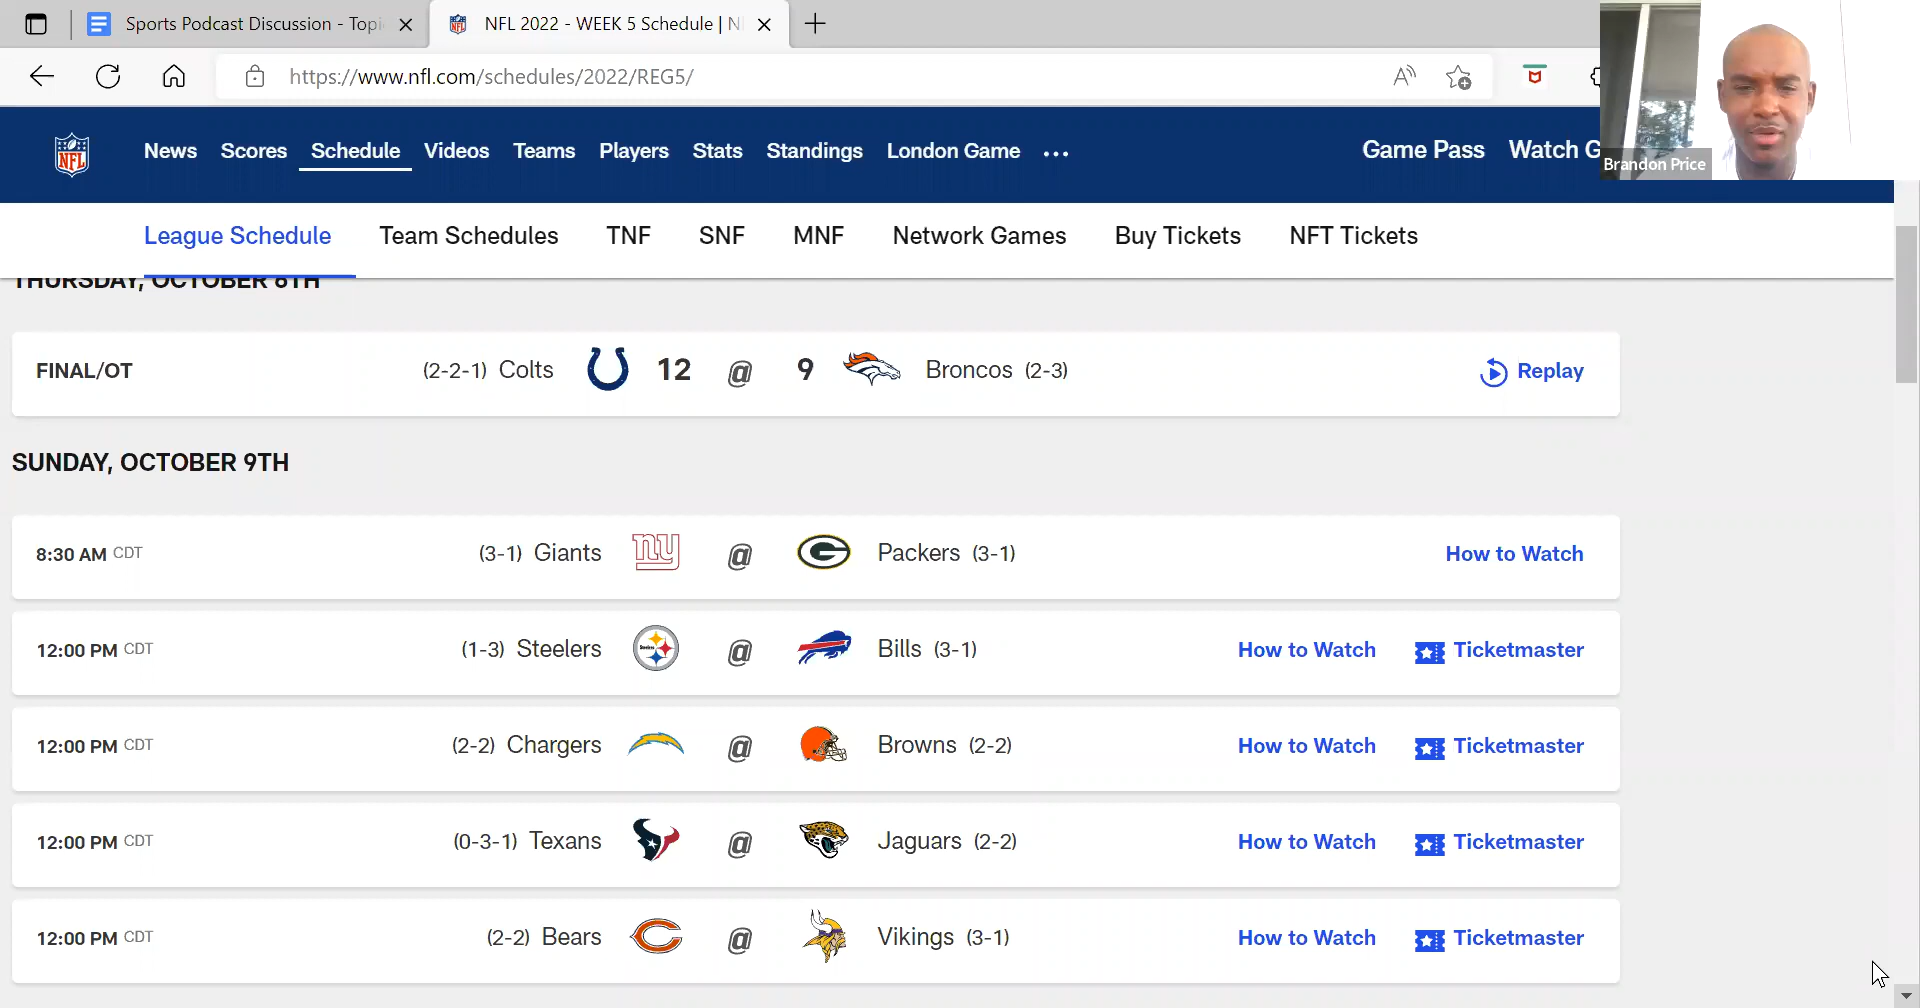 Sports Podcast Discussion - Topi
NFL 2022 - WEEK 5 Schedule | N
https://www.nfl.com/schedules/2022/REG5/
NFL News Scores Schedule Videos Teams Players Stats Standings London Game ... Game Pass Watch G
Brandon Price
League Schedule Team Schedules TNF SNF MNF Network Games Buy Tickets NFT Tickets
THURSDAY, OCTOBER 6TH
FINAL/OT (2-2-1) Colts 12 @ 9 Broncos (2-3) Replay
SUNDAY, OCTOBER 9TH
8:30 AM CDT (3-1) Giants ny @ G Packers (3-1) How to Watch
12:00 PM CDT (1-3) Steelers Steelers @ Bills (3-1) How to Watch Ticketmaster
12:00 PM CDT (2-2) Chargers @ Browns (2-2) How to Watch Ticketmaster
12:00 PM CDT (0-3-1) Texans @ Jaguars (2-2) How to Watch Ticketmaster
12:00 PM CDT (2-2) Bears C @ Vikings (3-1) How to Watch Ticketmaster